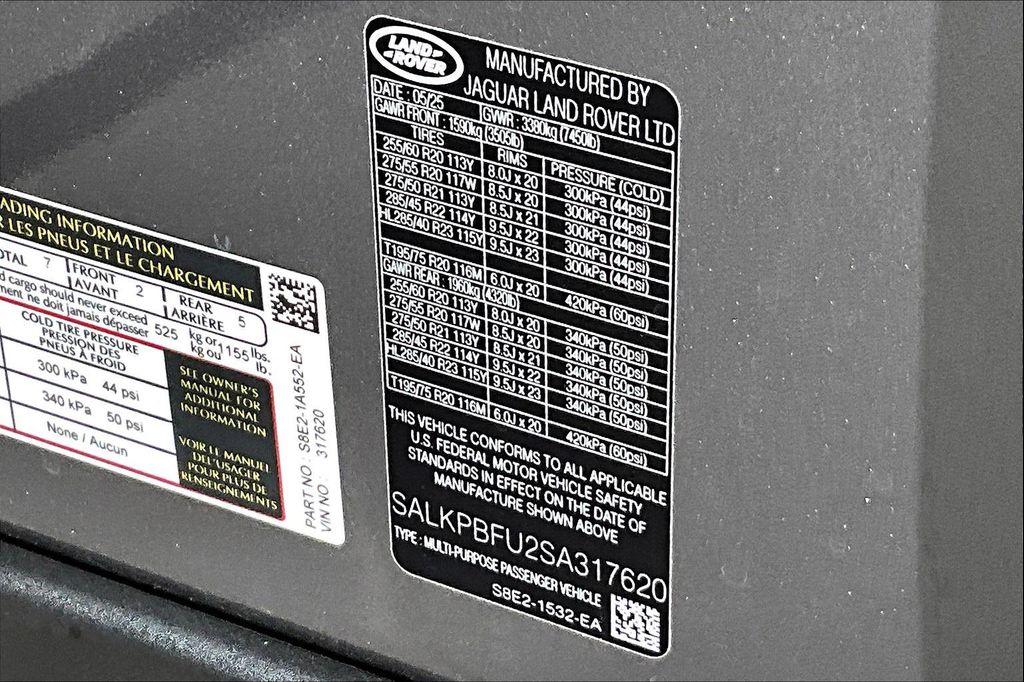 LAND
ROVER
MANUFACTURED BY
JAGUAR LAND ROVER LTD
DATE : 05/25 GVWR : 3380kg (7450lb)
GAWR FRONT : 1590kg (3505lb)
TIRES RIMS PRESSURE (COLD)
255/60 R20 113Y 8.0J x 20 300kPa (44psi)
275/55 R20 117W 8.5J x 20 300kPa (44psi)
275/50 R21 113Y 8.5J x 21 300kPa (44psi)
285/45 R22 114Y 9.5J x 22 300kPa (44psi)
HL285/40 R23 115Y 9.5J x 23 300kPa (44psi)
T195/75 R20 116M 6.0J x 20 420kPa (60psi)
GAWR REAR : 1960kg (4320lb)
255/60 R20 113Y 8.0J x 20 340kPa (50psi)
275/55 R20 117W 8.5J x 20 340kPa (50psi)
275/50 R21 113Y 8.5J x 21 340kPa (50psi)
285/45 R22 114Y 9.5J x 22 340kPa (50psi)
HL285/40 R23 115Y 9.5J x 23 340kPa (50psi)
T195/75 R20 116M 6.0J x 20 420kPa (60psi)
THIS VEHICLE CONFORMS TO ALL APPLICABLE
U.S. FEDERAL MOTOR VEHICLE SAFETY
STANDARDS IN EFFECT ON THE DATE OF
MANUFACTURE SHOWN ABOVE
SALKPBFU2SA317620
TYPE : MULTI-PURPOSE PASSENGER VEHICLE
S8E2-1532-EA
ADING INFORMATION
R LES PNEUS ET LE CHARGEMENT
OTAL 7 FRONT 2 REAR 5
AVANT ARRIÈRE
d cargo should never exceed 525 kg or 1155 lbs.
ment ne doit jamais dépasser kg ou lb.
COLD TIRE PRESSURE
PRESSION DES
PNEUS À FROID
300 kPa 44 psi
340 kPa 50 psi
None / Aucun
SEE OWNER'S
MANUAL FOR
ADDITIONAL
INFORMATION
VOIR LE MANUEL
DE L'USAGER
POUR PLUS DE
RENSEIGNEMENTS
PART NO : S8E2-1A552-EA
VIN NO : 317620